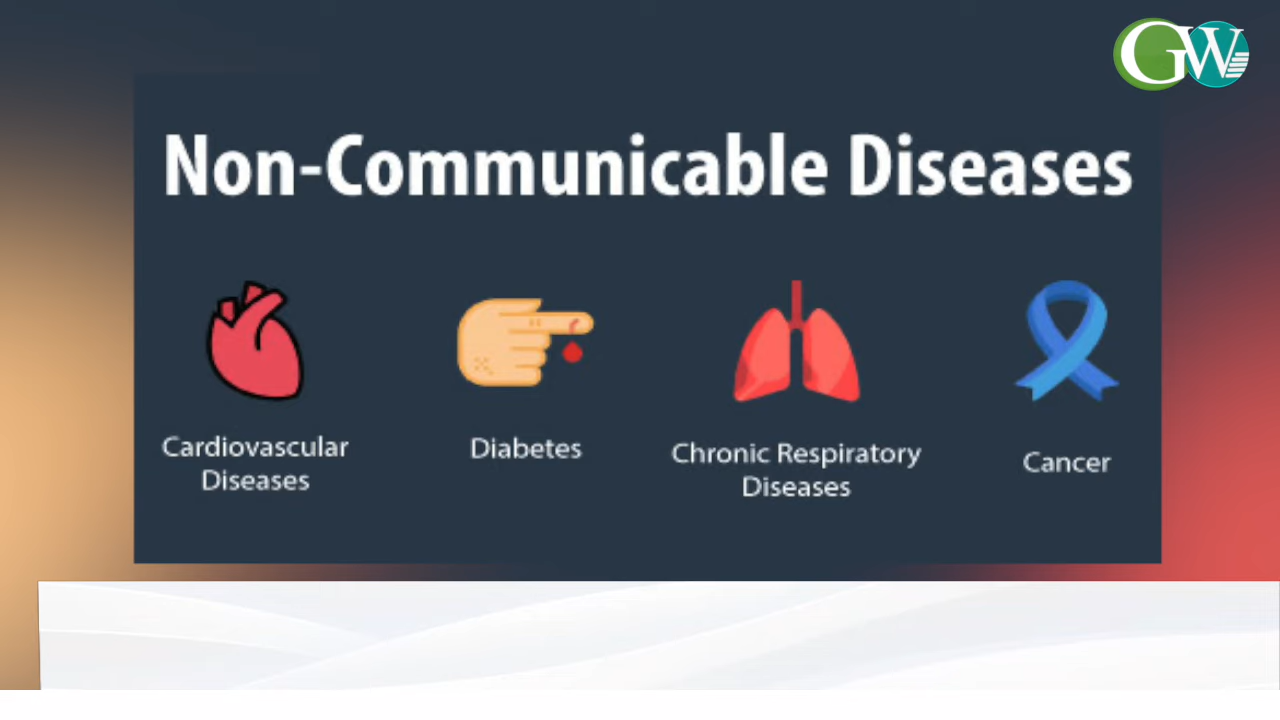 GW
Non-Communicable Diseases
Cardiovascular
Diseases
Diabetes
Chronic Respiratory
Diseases
Cancer